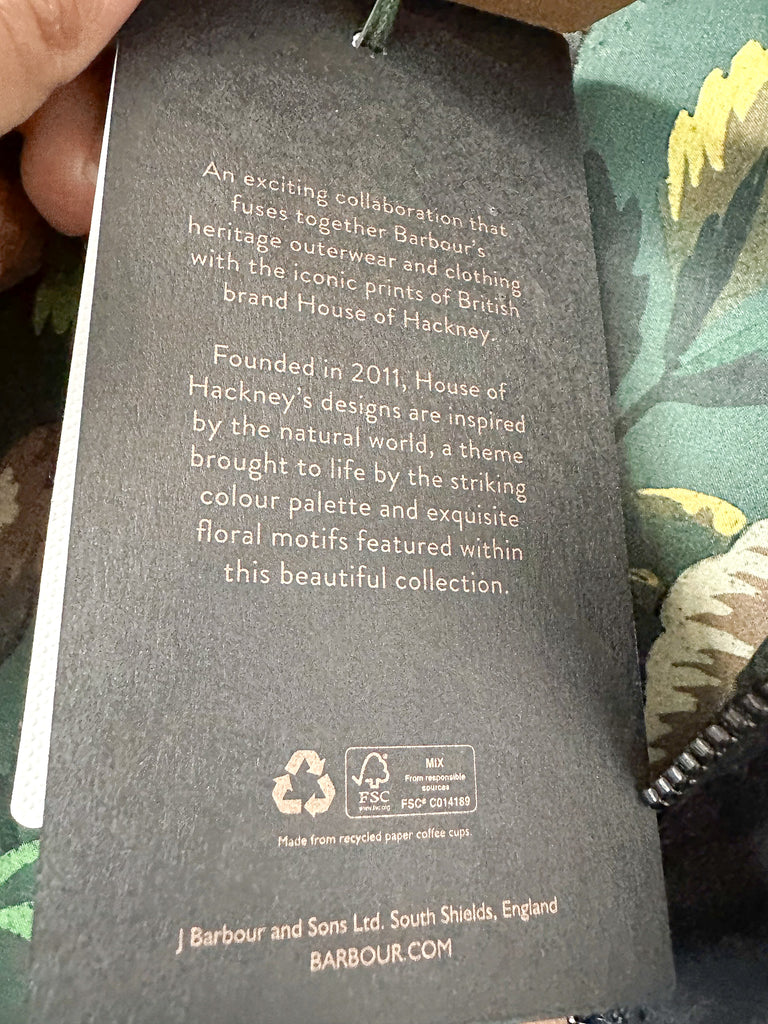 An exciting collaboration that
fuses together Barbour's
heritage outerwear and clothing
with the iconic prints of British
brand House of Hackney.
Founded in 2011, House of
Hackney's designs are inspired
by the natural world, a theme
brought to life by the striking
colour palette and exquisite
floral motifs featured within
this beautiful collection.
FSC
www.fsc.org
MIX
From responsible
sources
FSC® C014189
Made from recycled paper coffee cups.
J Barbour and Sons Ltd. South Shields, England
BARBOUR.COM